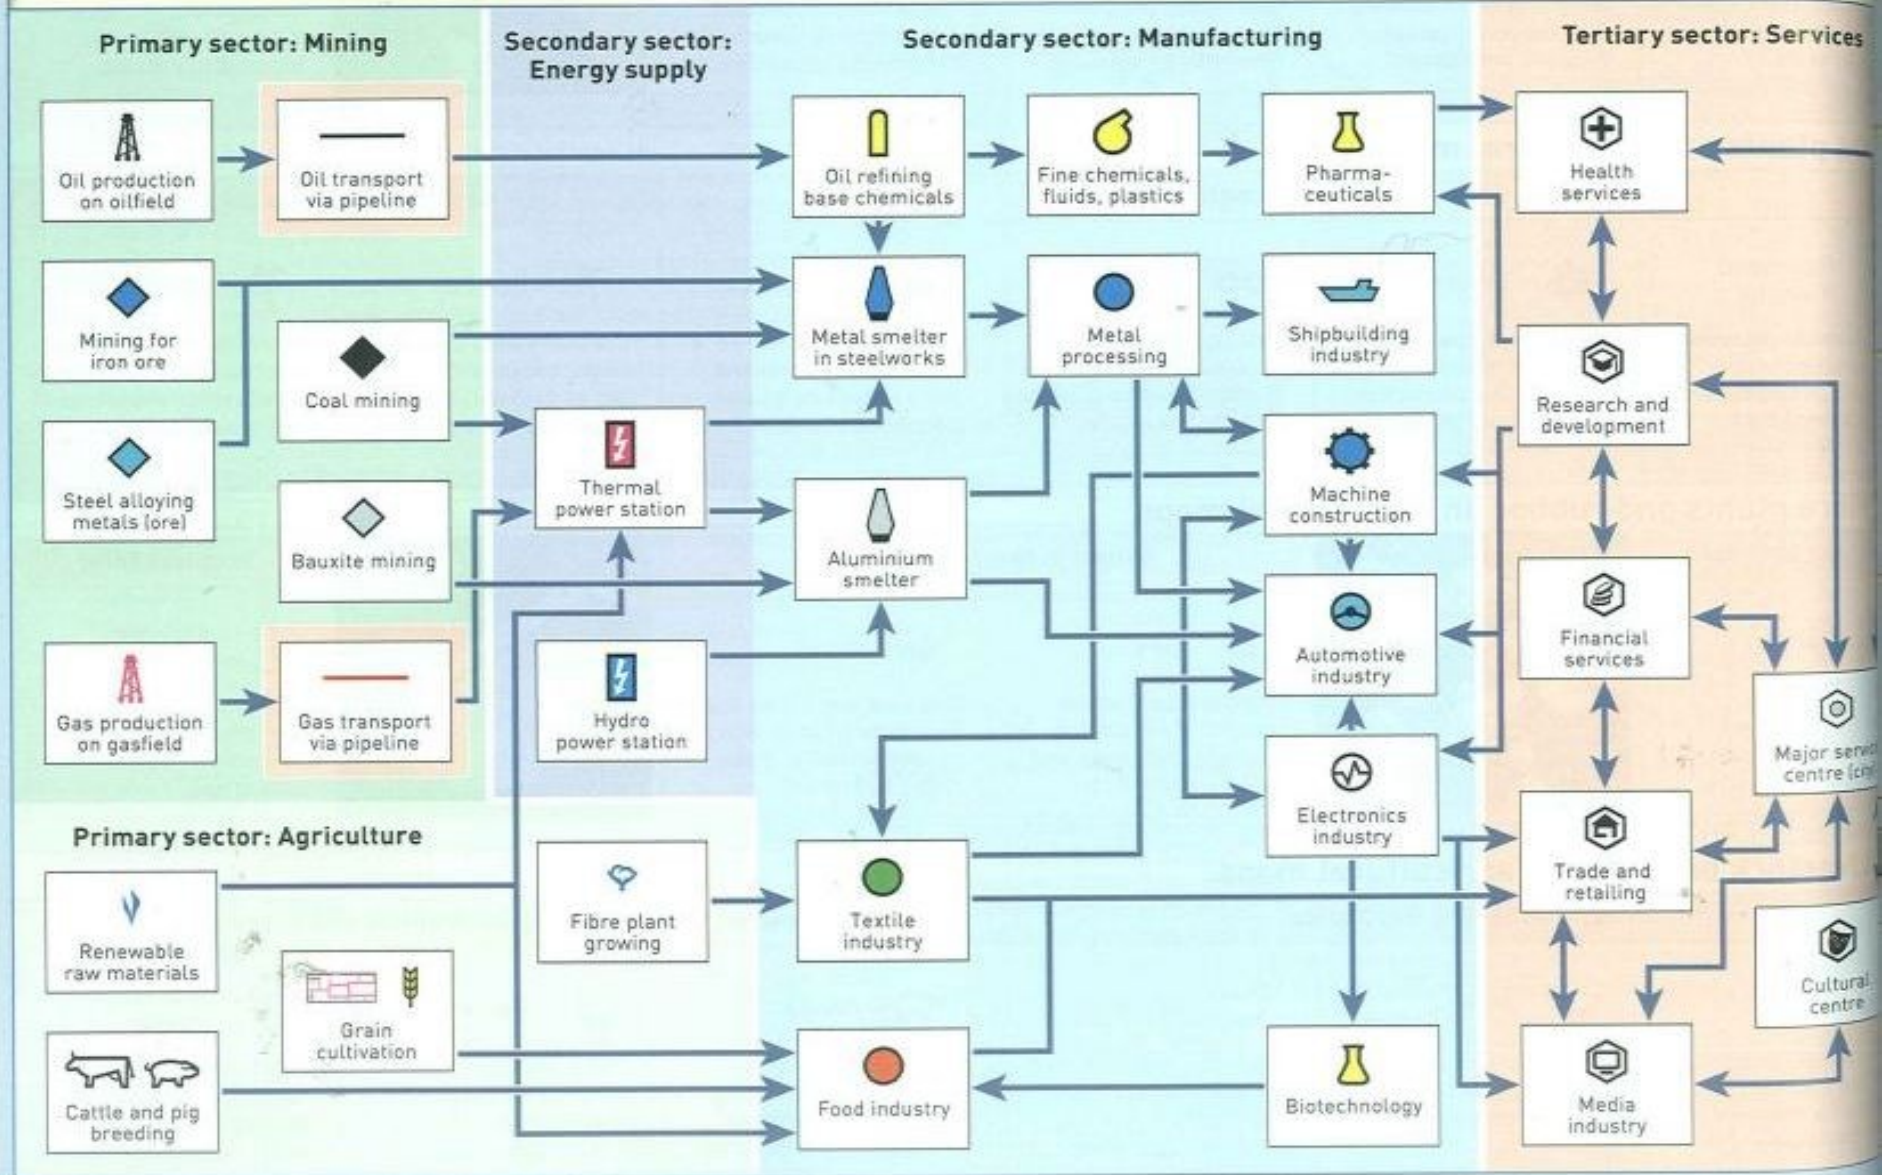 Primary sector: Mining
Secondary sector:
Energy supply
Secondary sector: Manufacturing
Tertiary sector: Services
Oil production
on oilfield
Oil transport
via pipeline
Oil refining
base chemicals
Fine chemicals,
fluids, plastics
Pharma-
ceuticals
Health
services
Mining for
iron ore
Coal mining
Metal smelter
in steelworks
Metal
processing
Shipbuilding
industry
Research and
development
Steel alloying
metals (ore)
Bauxite mining
Thermal
power station
Aluminium
smelter
Machine
construction
Automotive
industry
Financial
services
Gas production
on gasfield
Gas transport
via pipeline
Hydro
power station
Electronics
industry
Major
centre
Primary sector: Agriculture
Renewable
raw materials
Fibre plant
growing
Textile
industry
Trade and
retailing
Cultural
centre
Grain
cultivation
Cattle and pig
breeding
Food industry
Biotechnology
Media
industry